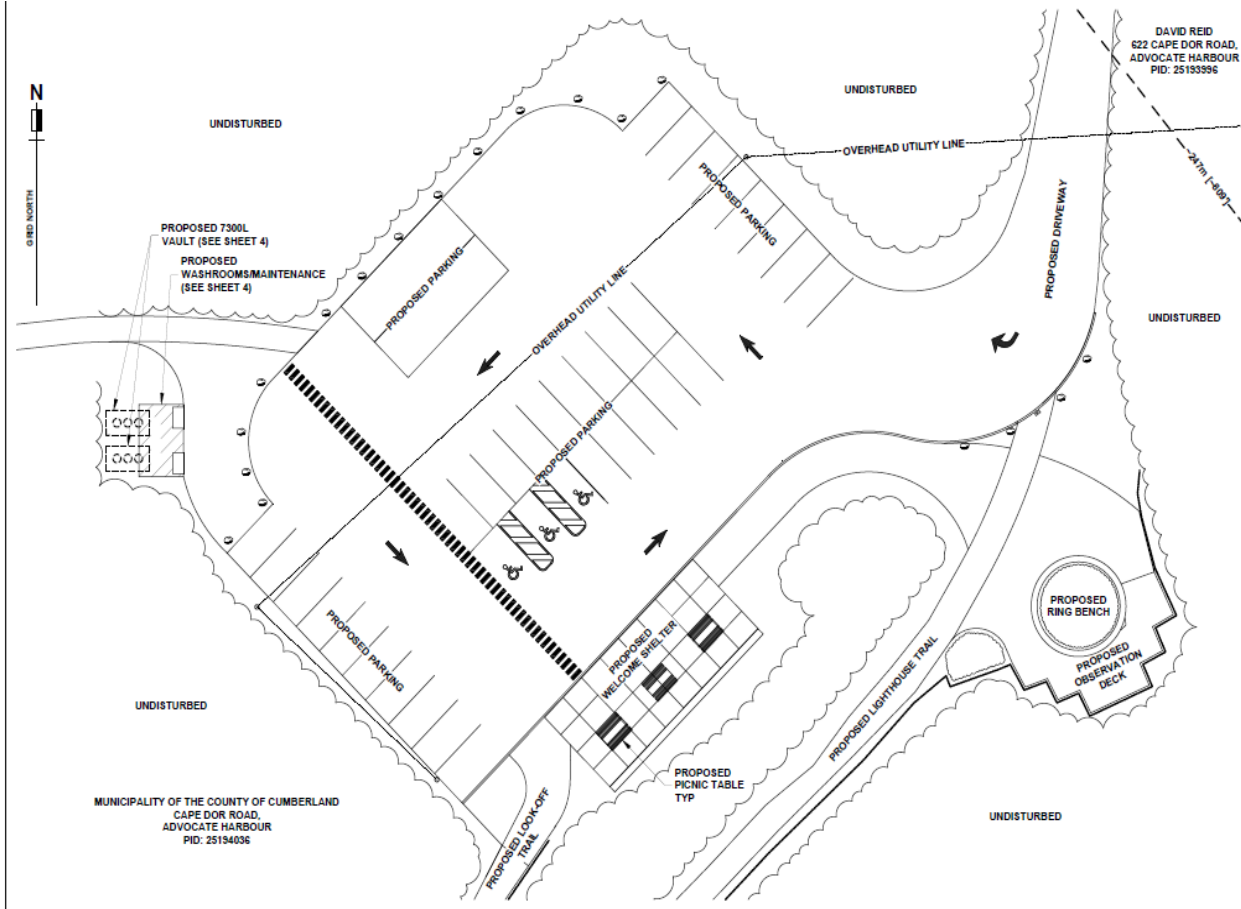 DAVID REID
622 CAPE DOR ROAD,
ADVOCATE HARBOUR
PID: 25193996
N
GRID NORTH
UNDISTURBED
UNDISTURBED
OVERHEAD UTILITY LINE
~247m [~809']
PROPOSED PARKING
PROPOSED DRIVEWAY
PROPOSED 7300L
VAULT (SEE SHEET 4)
PROPOSED
WASHROOMS/MAINTENANCE
(SEE SHEET 4)
PROPOSED PARKING
OVERHEAD UTILITY LINE
UNDISTURBED
PROPOSED PARKING
PROPOSED PARKING
PROPOSED
WELCOME SHELTER
PROPOSED
RING BENCH
PROPOSED
OBSERVATION
DECK
PROPOSED LIGHTHOUSE TRAIL
UNDISTURBED
PROPOSED
PICNIC TABLE
TYP
MUNICIPALITY OF THE COUNTY OF CUMBERLAND
CAPE DOR ROAD,
ADVOCATE HARBOUR
PID: 25194036
PROPOSED LOOK-OFF
TRAIL
UNDISTURBED